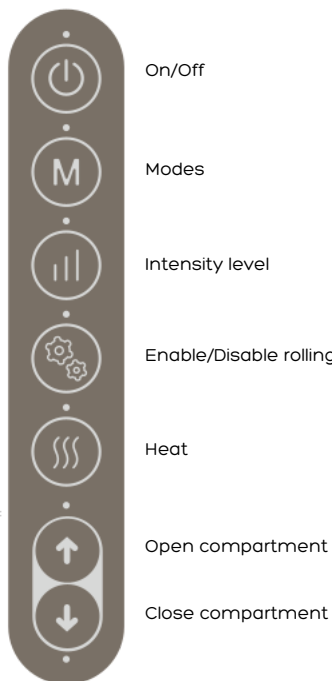 On/Off
M
Modes
Intensity level
Enable/Disable rolling
Heat
Open compartment
Close compartment